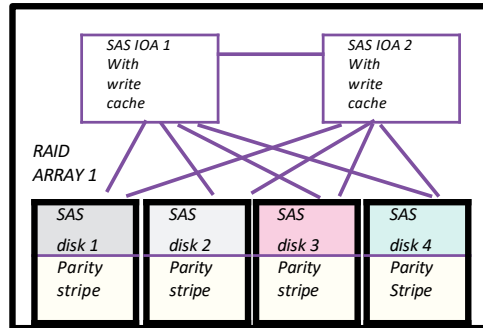 SAS IOA 1
With
write
cache
SAS IOA 2
With
write
cache
RAID
ARRAY 1
SAS
disk 1
Parity
stripe
SAS
disk 2
Parity
stripe
SAS
disk 3
Parity
stripe
SAS
disk 4
Parity
Stripe